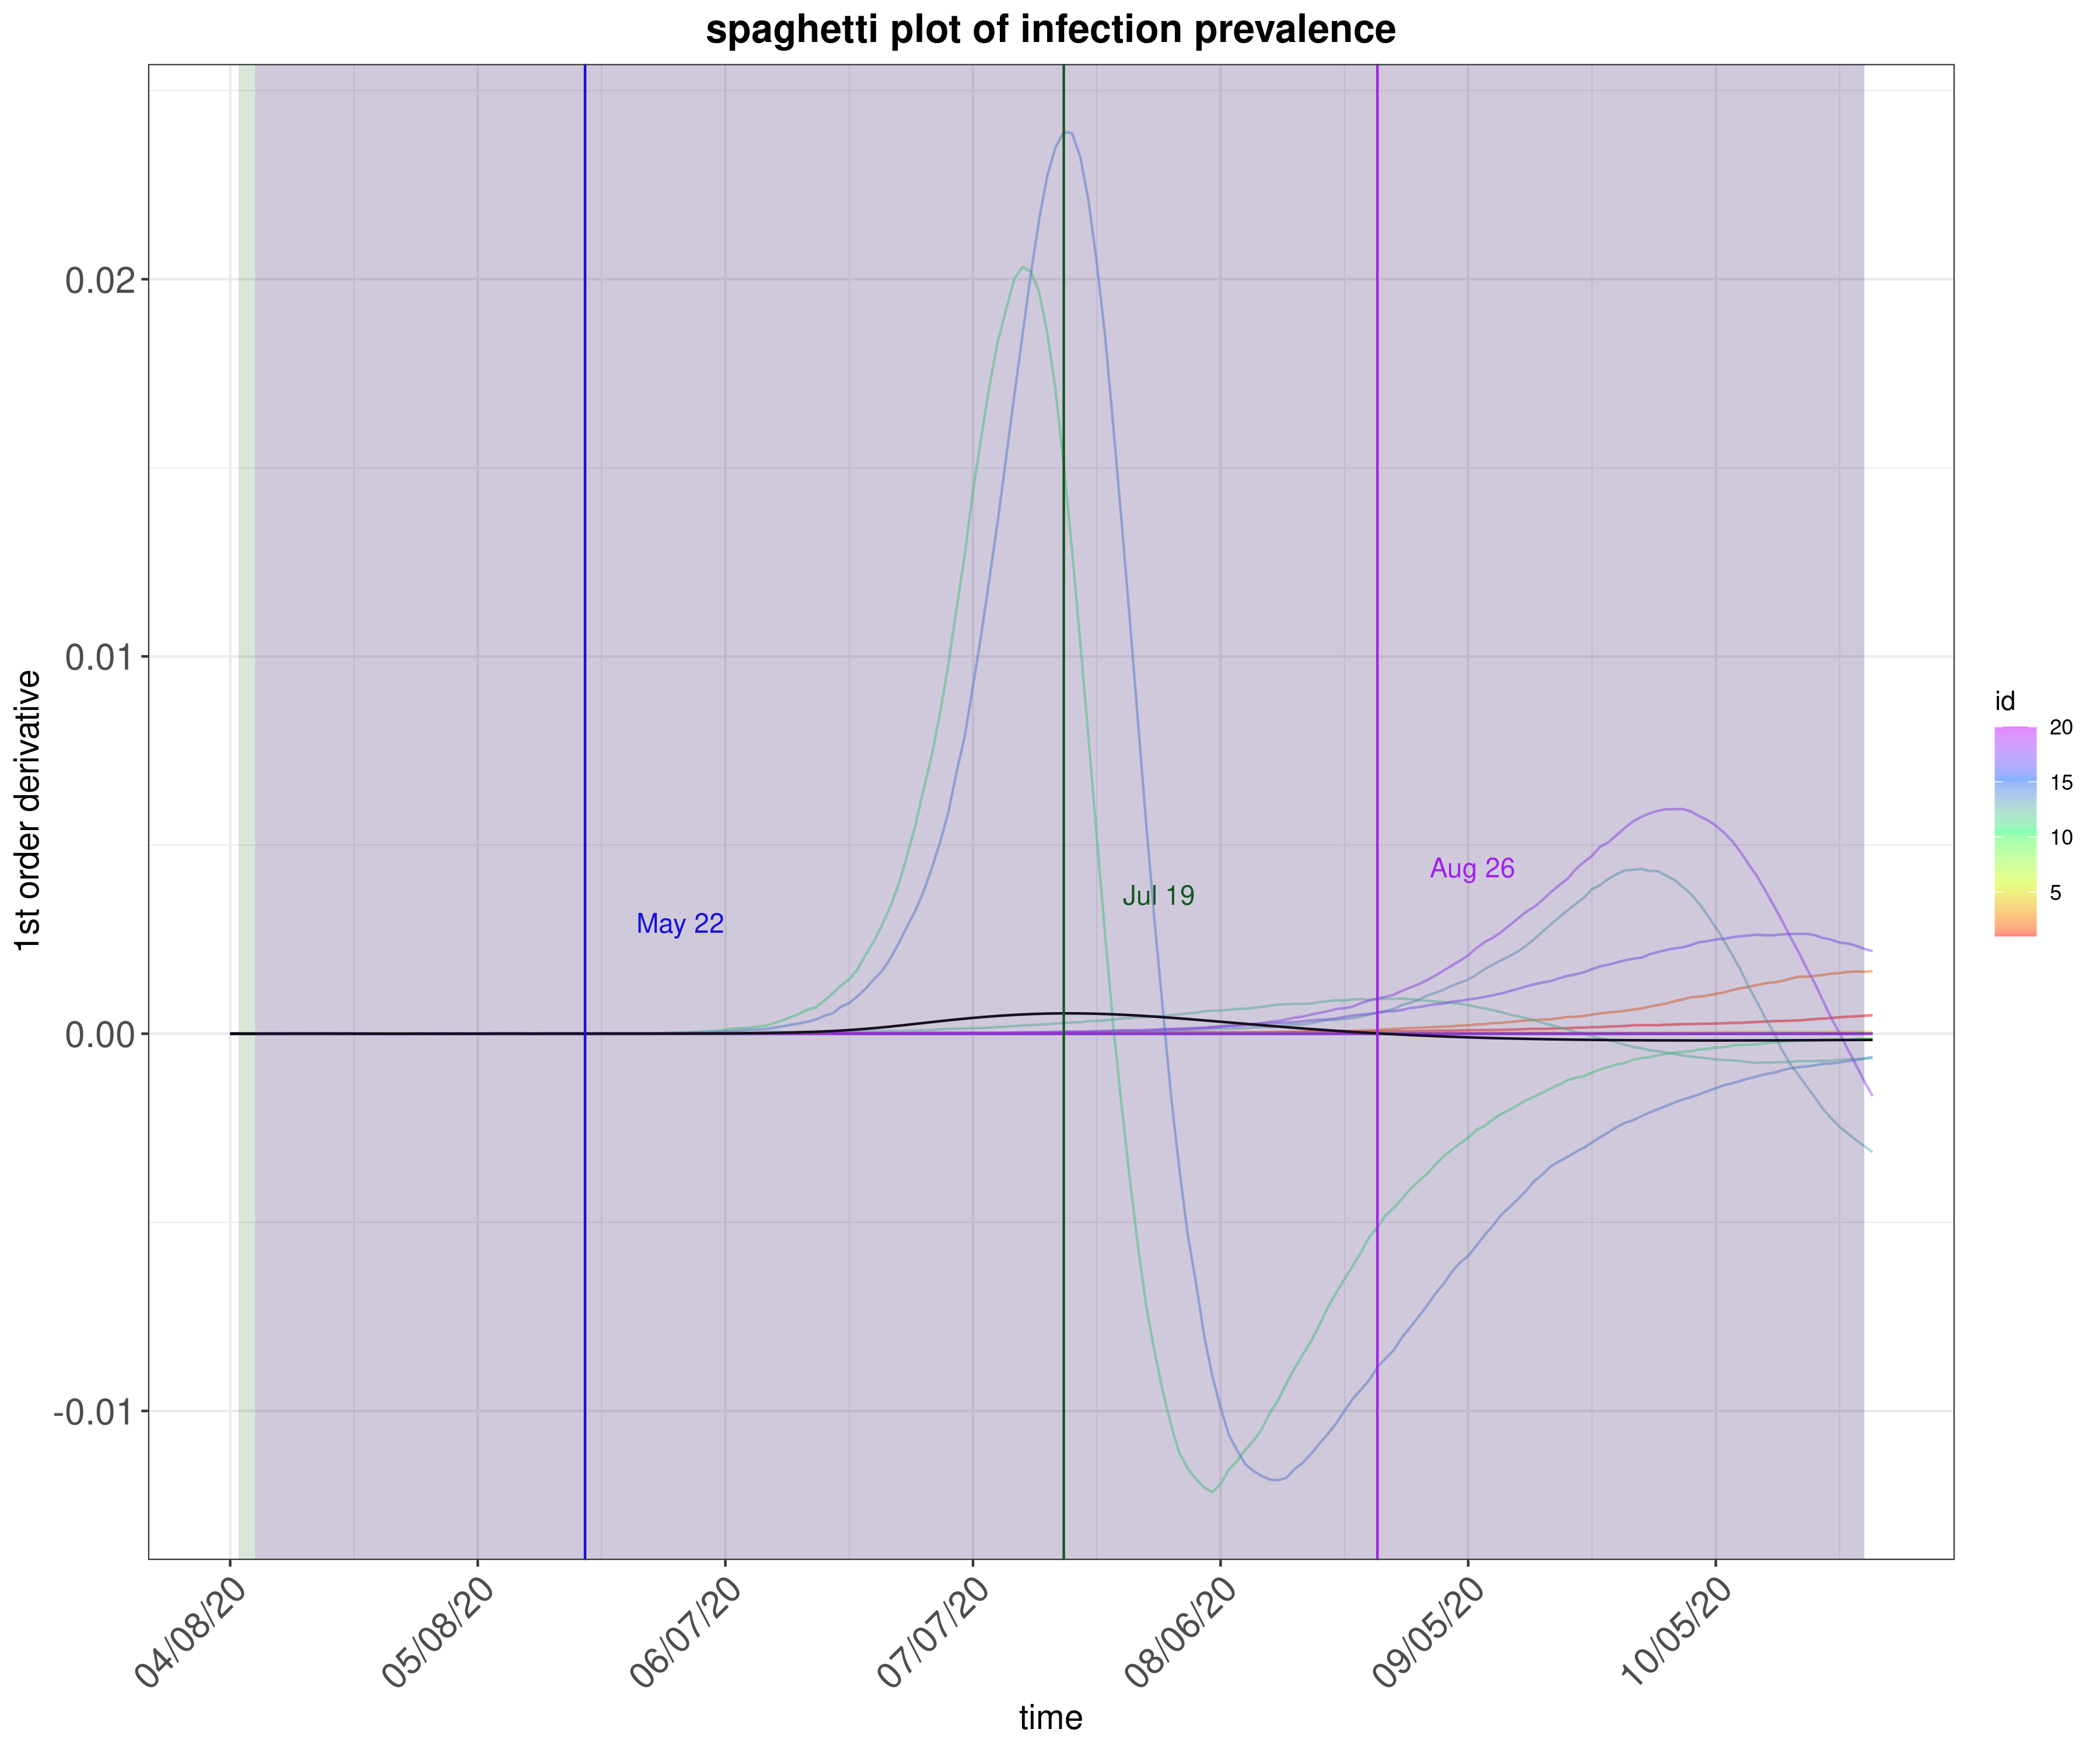 spaghetti plot of infection prevalence
1st order derivative
0.02
0.01
0.00
-0.01
May 22
Jul 19
Aug 26
id
20
15
10
5
04/08/20
05/08/20
06/07/20
07/07/20
08/06/20
09/05/20
10/05/20
time